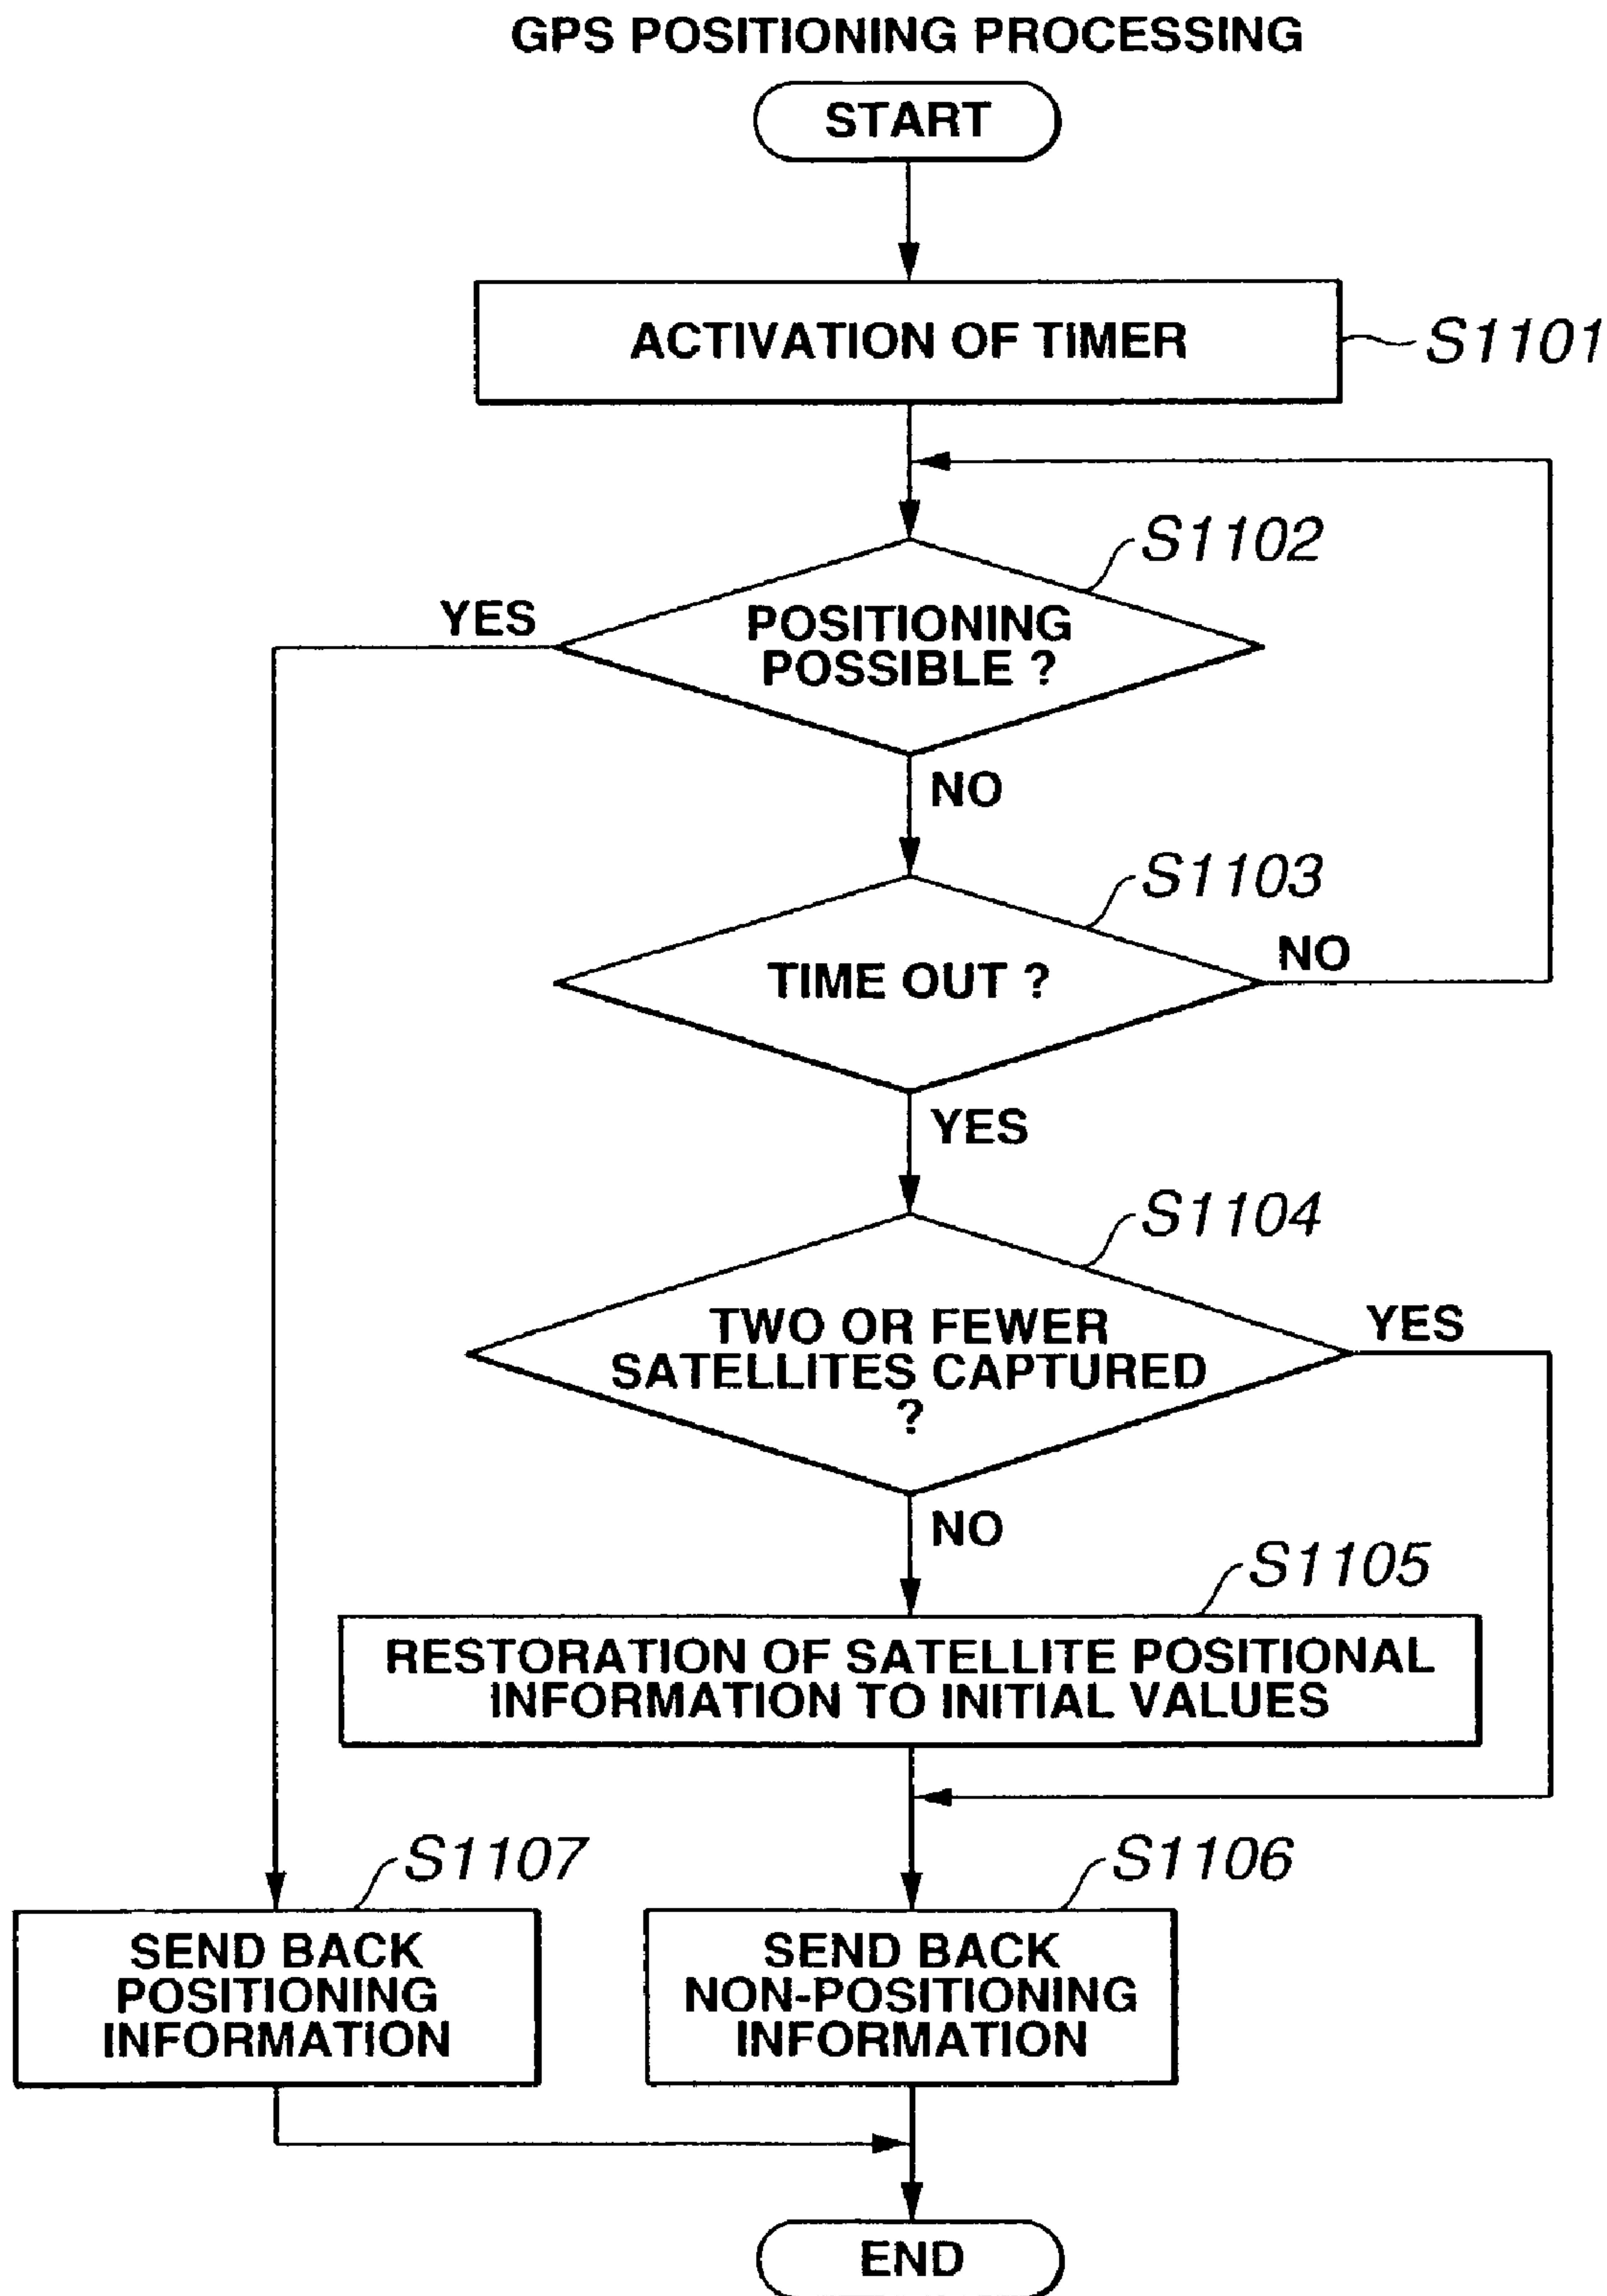 GPS POSITIONING PROCESSING
START
ACTIVATION OF TIMER
S1101
S1102
YES
POSITIONING
POSSIBLE ?
NO
S1103
TIME OUT ?
NO
YES
S1104
TWO OR FEWER
SATELLITES CAPTURED
?
YES
NO
S1105
RESTORATION OF SATELLITE POSITIONAL
INFORMATION TO INITIAL VALUES
S1107
SEND BACK
POSITIONING
INFORMATION
S1106
SEND BACK
NON-POSITIONING
INFORMATION
END